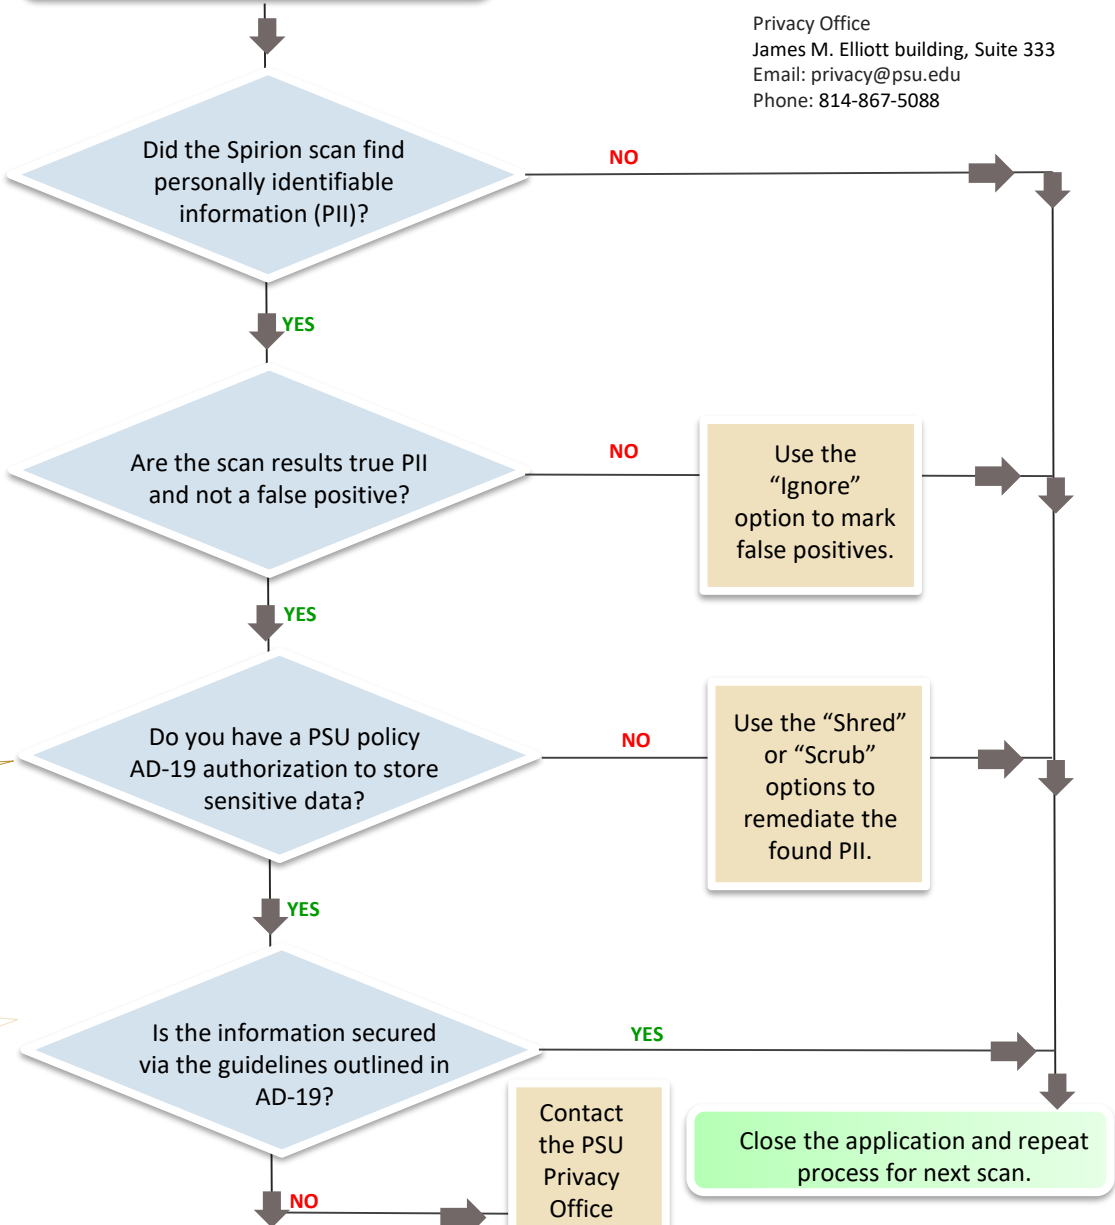 Privacy Office
James M. Elliott building, Suite 333
Email: privacy@psu.edu
Phone: 814-867-5088
Did the Spirion scan find
personally identifiable
information (PII)?
NO
YES
Are the scan results true PII
and not a false positive?
NO
Use the
“Ignore”
option to mark
false positives.
YES
Do you have a PSU policy
AD-19 authorization to store
sensitive data?
NO
Use the “Shred”
or “Scrub”
options to
remediate the
found PII.
YES
Is the information secured
via the guidelines outlined in
AD-19?
YES
Close the application and repeat
process for next scan.
NO
Contact
the PSU
Privacy
Office